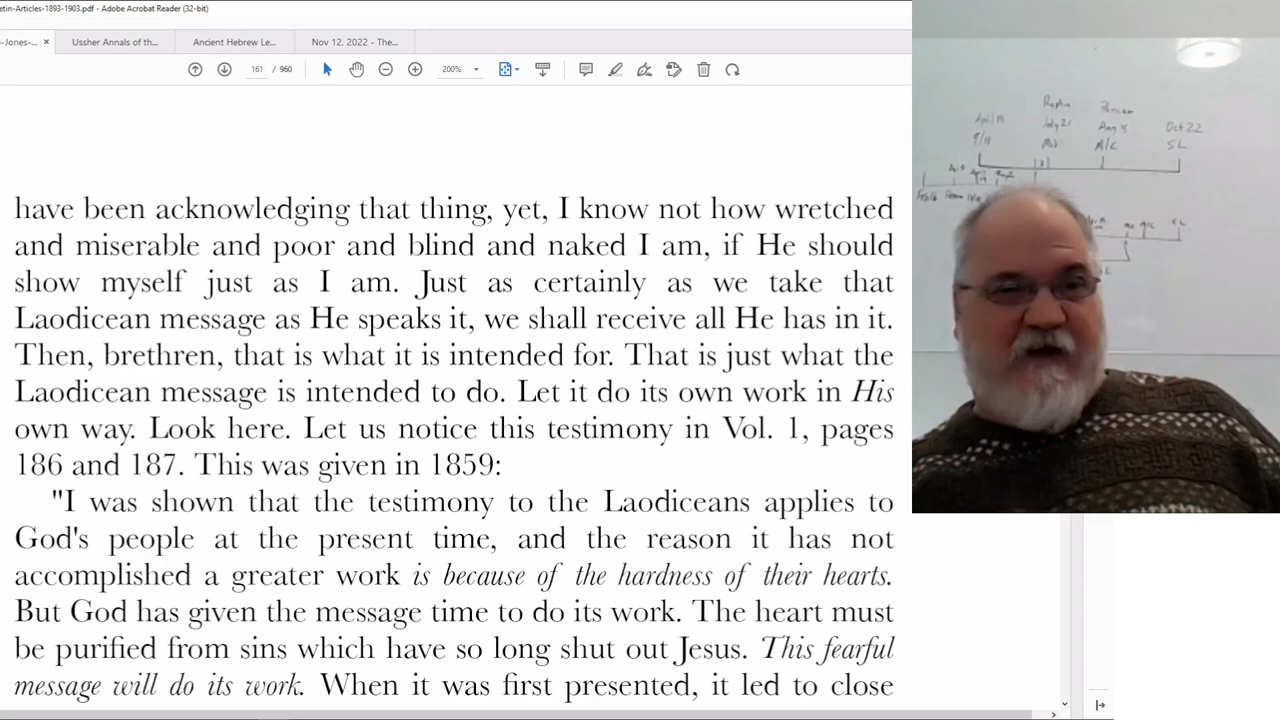 etin-Articles-1893-1903.pdf - Adobe Acrobat Reader (32-bit)
-Jones-... × Ussher Annals of th... Ancient Hebrew Le... Nov 12, 2022 - The...
161 / 960 200%
have been acknowledging that thing, yet, I know not how wretched
and miserable and poor and blind and naked I am, if He should
show myself just as I am. Just as certainly as we take that
Laodicean message as He speaks it, we shall receive all He has in it.
Then, brethren, that is what it is intended for. That is just what the
Laodicean message is intended to do. Let it do its own work in His
own way. Look here. Let us notice this testimony in Vol. 1, pages
186 and 187. This was given in 1859:
"I was shown that the testimony to the Laodiceans applies to
God's people at the present time, and the reason it has not
accomplished a greater work is because of the hardness of their hearts.
But God has given the message time to do its work. The heart must
be purified from sins which have so long shut out Jesus. This fearful
message will do its work. When it was first presented, it led to close
April 19
9/11
Raphia
July 21
Oct 22
SL